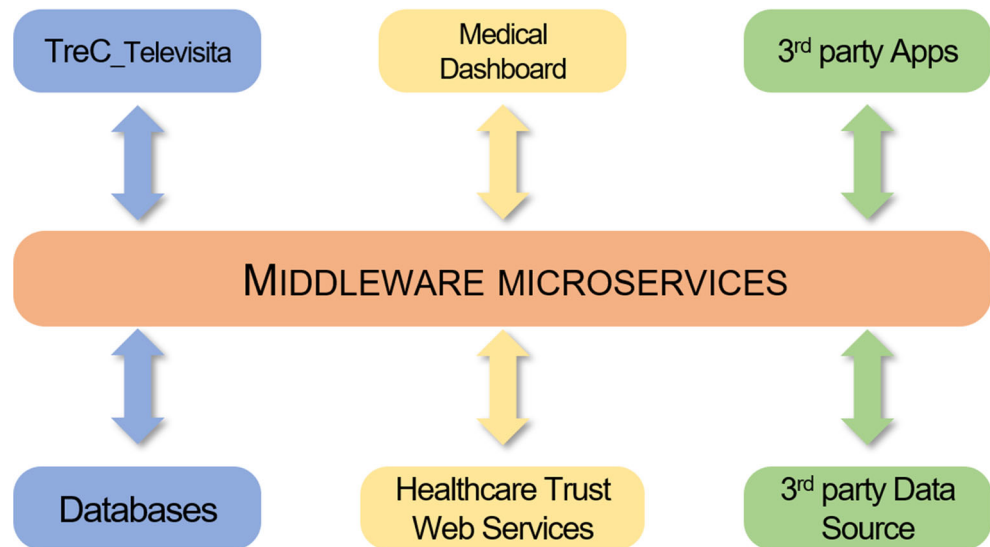 TreC_Televisita
Medical
Dashboard
3rd party Apps
MIDDLEWARE MICROSERVICES
Databases
Healthcare Trust
Web Services
3rd party Data
Source